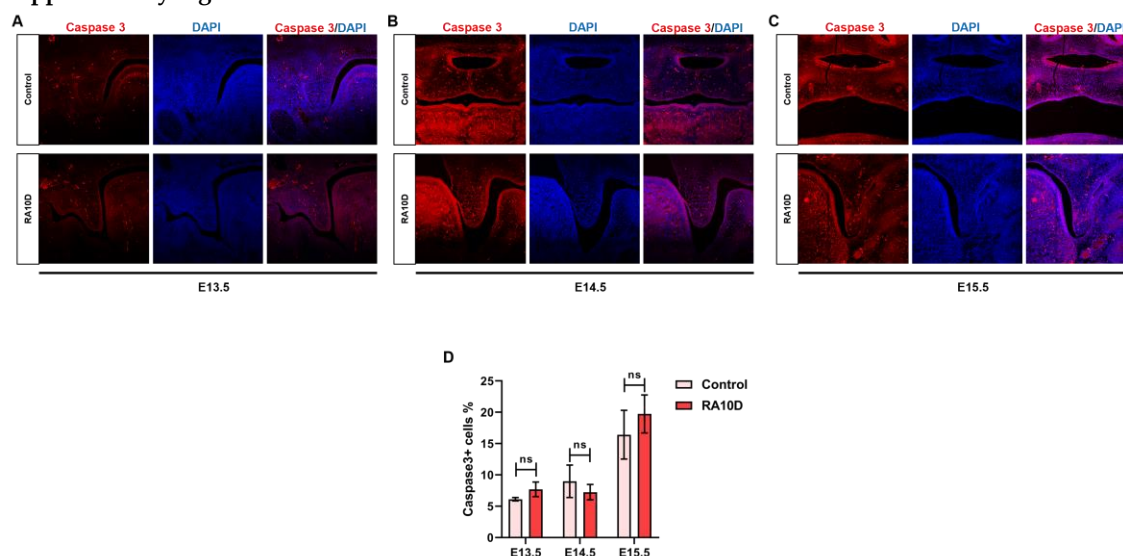 A
Caspase 3 DAPI Caspase 3/DAPI
Control
RA10D
E13.5
B
Caspase 3 DAPI Caspase 3/DAPI
Control
RA10D
E14.5
C
Caspase 3 DAPI Caspase 3/DAPI
Control
RA10D
E15.5
D
Caspase3+ cells %
25
20
15
10
5
0
ns
ns
ns
E13.5 E14.5 E15.5
Control
RA10D